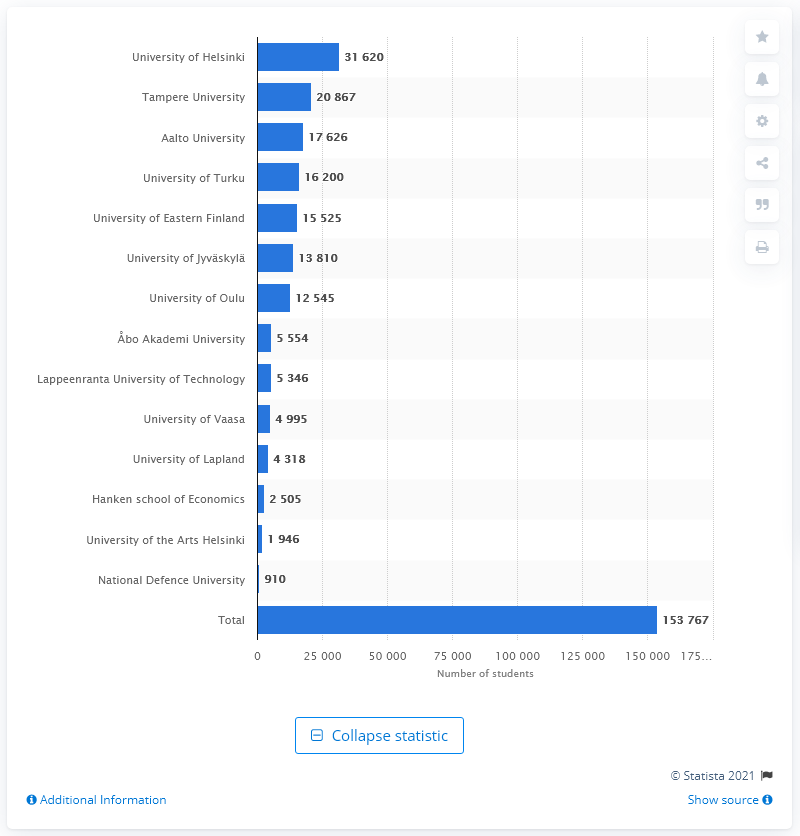 University of Helsinki 31 620
Tampere University 20 867
Aalto University 17 626
University of Turku 16 200
University of Eastern Finland 15 525
University of Jyväskylä 13 810
University of Oulu 12 545
Åbo Akademi University 5 554
Lappeenranta University of Technology 5 346
University of Vaasa 4 995
University of Lapland 4 318
Hanken school of Economics 2 505
University of the Arts Helsinki 1 946
National Defence University 910
Total 153 767
0 25 000 50 000 75 000 100 000 125 000 150 000 175...
Number of students
Collapse statistic
© Statista 2021
Additional Information Show source